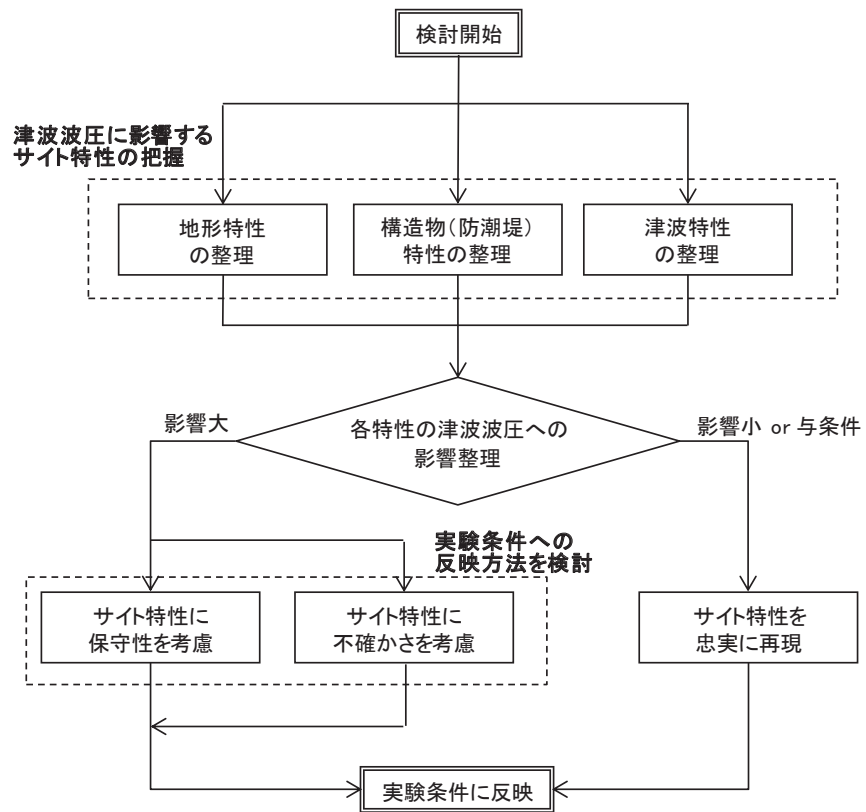 検討開始
津波波圧に影響する
サイト特性の把握
地形特性
の整理
構造物(防潮堤)
特性の整理
津波特性
の整理
各特性の津波波圧への
影響整理
影響大
影響小 or 与条件
実験条件への
反映方法を検討
サイト特性に
保守性を考慮
サイト特性に
不確かさを考慮
サイト特性を
忠実に再現
実験条件に反映